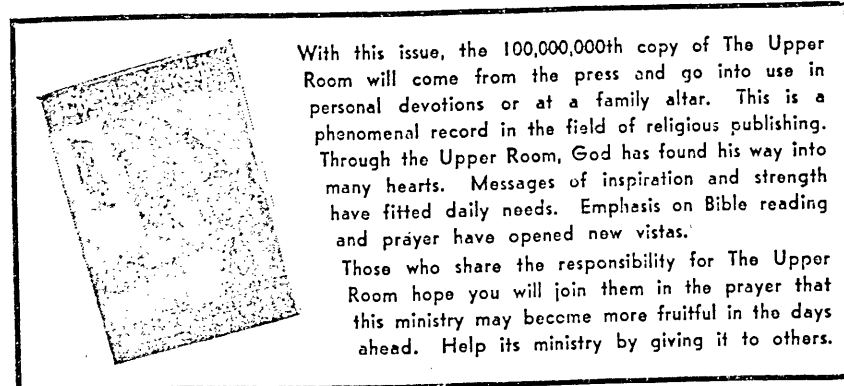 With this issue, the 100,000,000th copy of The Upper
Room will come from the press and go into use in
personal devotions or at a family altar. This is a
phenomenal record in the field of religious publishing.
Through the Upper Room, God has found his way into
many hearts. Messages of inspiration and strength
have fitted daily needs. Emphasis on Bible reading
and prayer have opened new vistas.
Those who share the responsibility for The Upper
Room hope you will join them in the prayer that
this ministry may become more fruitful in the days
ahead. Help its ministry by giving it to others.